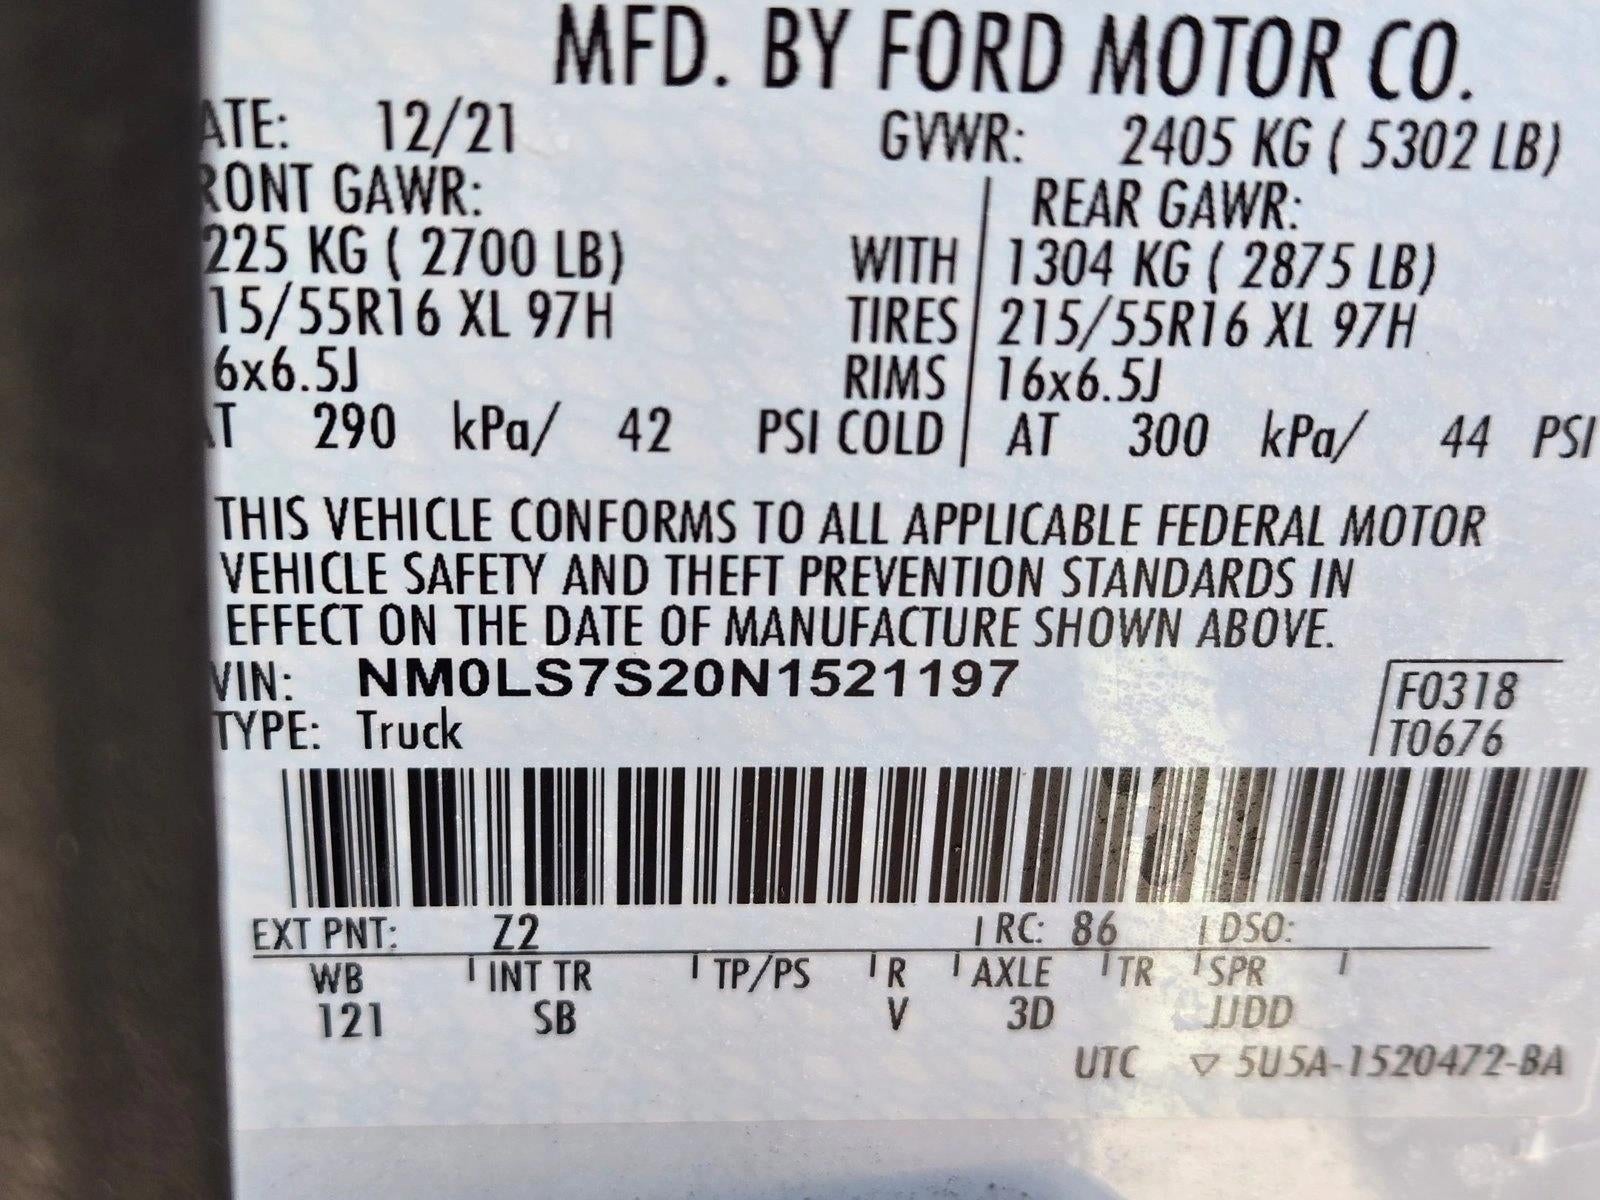 MFD. BY FORD MOTOR CO.
ATE: 12/21 GVWR: 2405 KG ( 5302 LB)
RONT GAWR: REAR GAWR:
225 KG ( 2700 LB) WITH 1304 KG ( 2875 LB)
15/55R16 XL 97H TIRES 215/55R16 XL 97H
6x6.5J RIMS 16x6.5J
AT 290 kPa/ 42 PSI COLD AT 300 kPa/ 44 PSI
THIS VEHICLE CONFORMS TO ALL APPLICABLE FEDERAL MOTOR
VEHICLE SAFETY AND THEFT PREVENTION STANDARDS IN
EFFECT ON THE DATE OF MANUFACTURE SHOWN ABOVE.
VIN: NM0LS7S20N1521197 F0318
TYPE: Truck T0676
EXT PNT: Z2 RC: 86 DSO:
WB INT TR TP/PS R AXLE TR SPR
121 SB V 3D JJDD
UTC ▽ 5U5A-1520472-BA